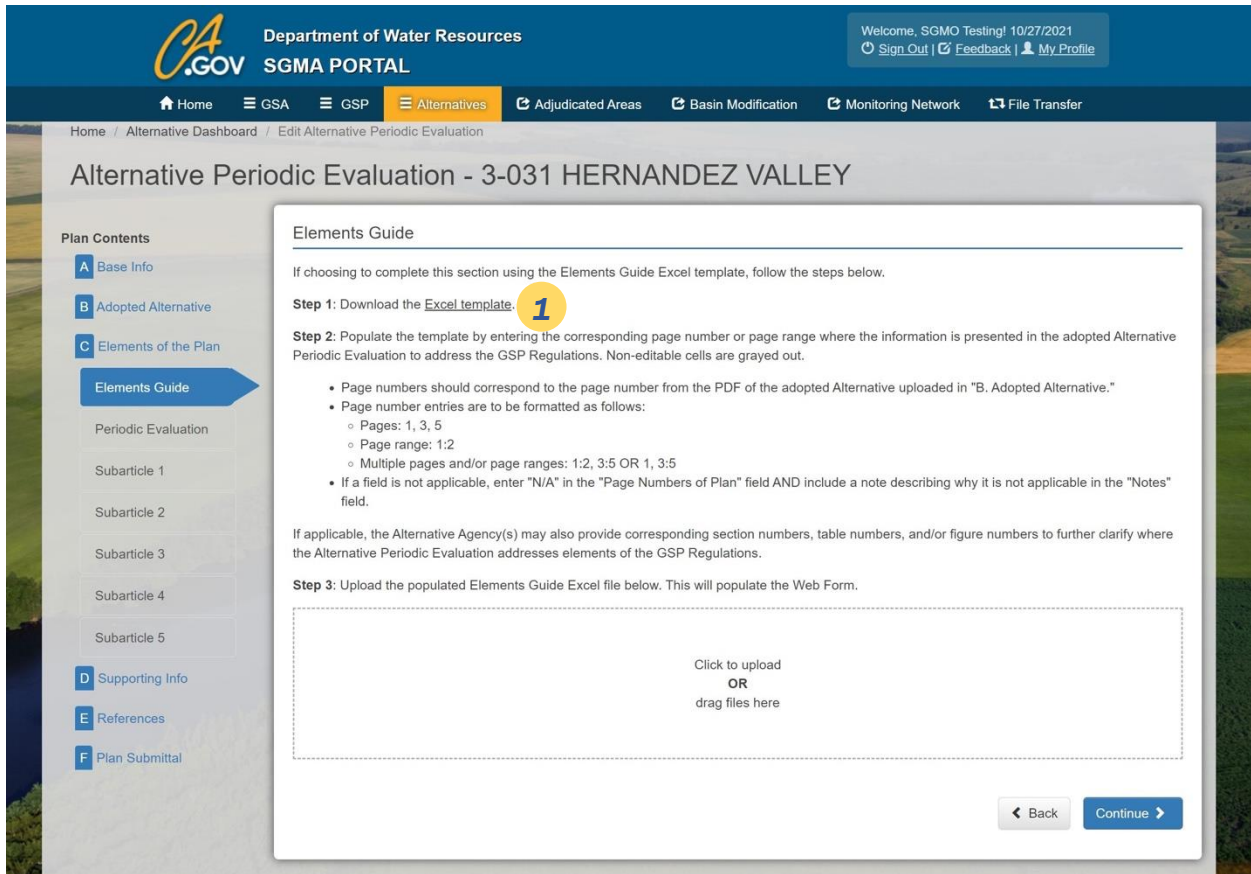 CA
.GOV
Department of Water Resources
SGMA PORTAL
Welcome, SGMO Testing! 10/27/2021
Sign Out | Feedback | My Profile
Home GSA GSP Alternatives Adjudicated Areas Basin Modification Monitoring Network File Transfer
Home / Alternative Dashboard / Edit Alternative Periodic Evaluation
Alternative Periodic Evaluation - 3-031 HERNANDEZ VALLEY
Plan Contents
A Base Info
B Adopted Alternative
C Elements of the Plan
Elements Guide
Periodic Evaluation
Subarticle 1
Subarticle 2
Subarticle 3
Subarticle 4
Subarticle 5
D Supporting Info
E References
F Plan Submittal
Elements Guide
If choosing to complete this section using the Elements Guide Excel template, follow the steps below.
Step 1: Download the Excel template. 1
Step 2: Populate the template by entering the corresponding page number or page range where the information is presented in the adopted Alternative
Periodic Evaluation to address the GSP Regulations. Non-editable cells are grayed out.
• Page numbers should correspond to the page number from the PDF of the adopted Alternative uploaded in "B. Adopted Alternative."
• Page number entries are to be formatted as follows:
○ Pages: 1, 3, 5
○ Page range: 1:2
○ Multiple pages and/or page ranges: 1:2, 3:5 OR 1, 3:5
• If a field is not applicable, enter "N/A" in the "Page Numbers of Plan" field AND include a note describing why it is not applicable in the "Notes"
field.
If applicable, the Alternative Agency(s) may also provide corresponding section numbers, table numbers, and/or figure numbers to further clarify where
the Alternative Periodic Evaluation addresses elements of the GSP Regulations.
Step 3: Upload the populated Elements Guide Excel file below. This will populate the Web Form.
Click to upload
OR
drag files here
Back
Continue